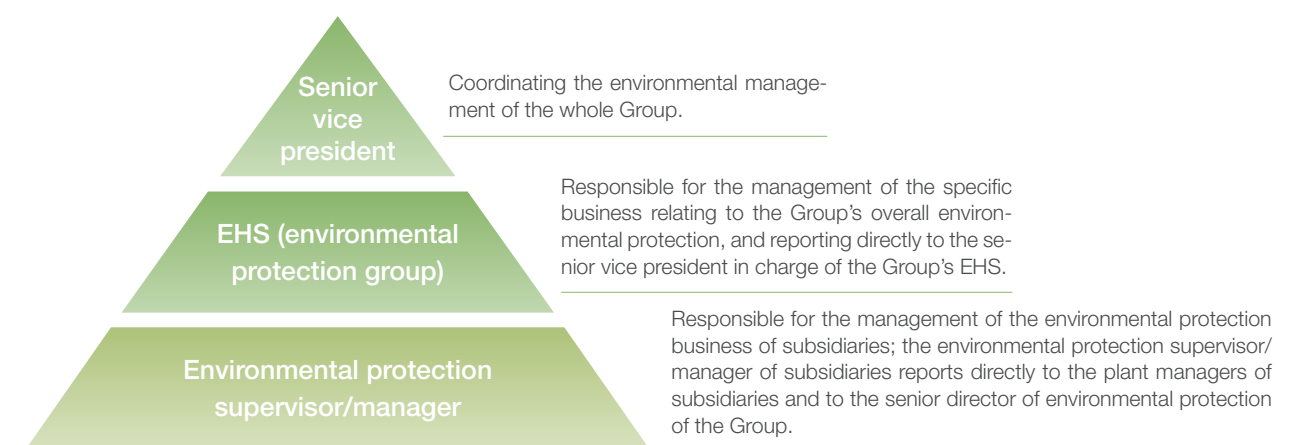 Senior
vice
president
Coordinating the environmental manage-
ment of the whole Group.
EHS (environmental
protection group)
Responsible for the management of the specific
business relating to the Group's overall environ-
mental protection, and reporting directly to the se-
nior vice president in charge of the Group's EHS.
Environmental protection
supervisor/manager
Responsible for the management of the environmental protection
business of subsidiaries; the environmental protection supervisor/
manager of subsidiaries reports directly to the plant managers of
subsidiaries and to the senior director of environmental protection
of the Group.